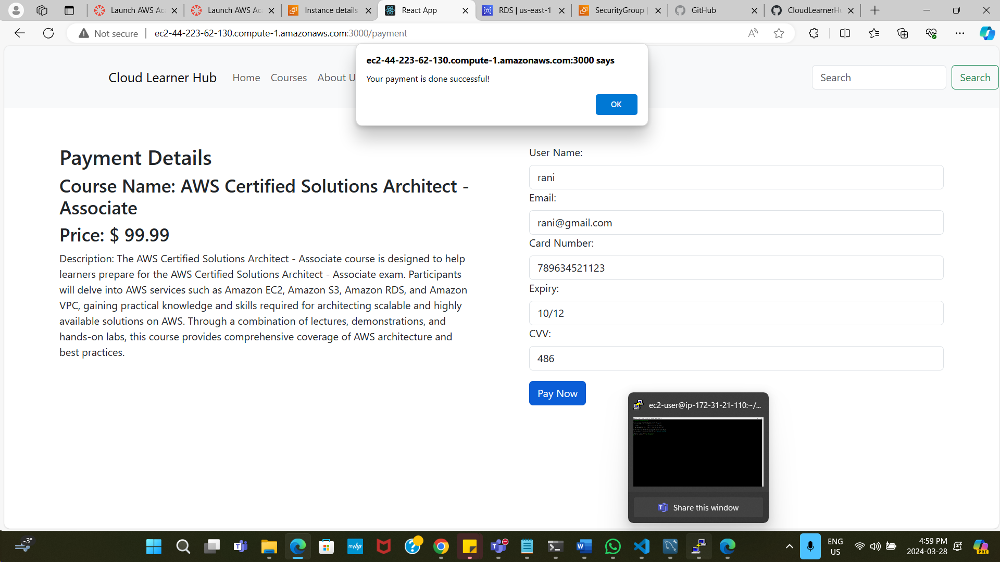 Launch AWS Aca
Launch AWS Aca
Instance details
React App
RDS | us-east-1
SecurityGroup |
GitHub
CloudLearnerHu
Not secure
ec2-44-223-62-130.compute-1.amazonaws.com:3000/payment
ec2-44-223-62-130.compute-1.amazonaws.com:3000 says
Your payment is done successful!
OK
Cloud Learner Hub
Home
Courses
About U
Search
Search
Payment Details
Course Name: AWS Certified Solutions Architect -
Associate
Price: $ 99.99
Description: The AWS Certified Solutions Architect - Associate course is designed to help
learners prepare for the AWS Certified Solutions Architect - Associate exam. Participants
will delve into AWS services such as Amazon EC2, Amazon S3, Amazon RDS, and Amazon
VPC, gaining practical knowledge and skills required for architecting scalable and highly
available solutions on AWS. Through a combination of lectures, demonstrations, and
hands-on labs, this course provides comprehensive coverage of AWS architecture and
best practices.
User Name:
rani
Email:
rani@gmail.com
Card Number:
789634521123
Expiry:
10/12
CVV:
486
Pay Now
ec2-user@ip-172-31-21-110:~/...
Share this window
-3°
myhp
ENG
US
4:59 PM
2024-03-28
PRE